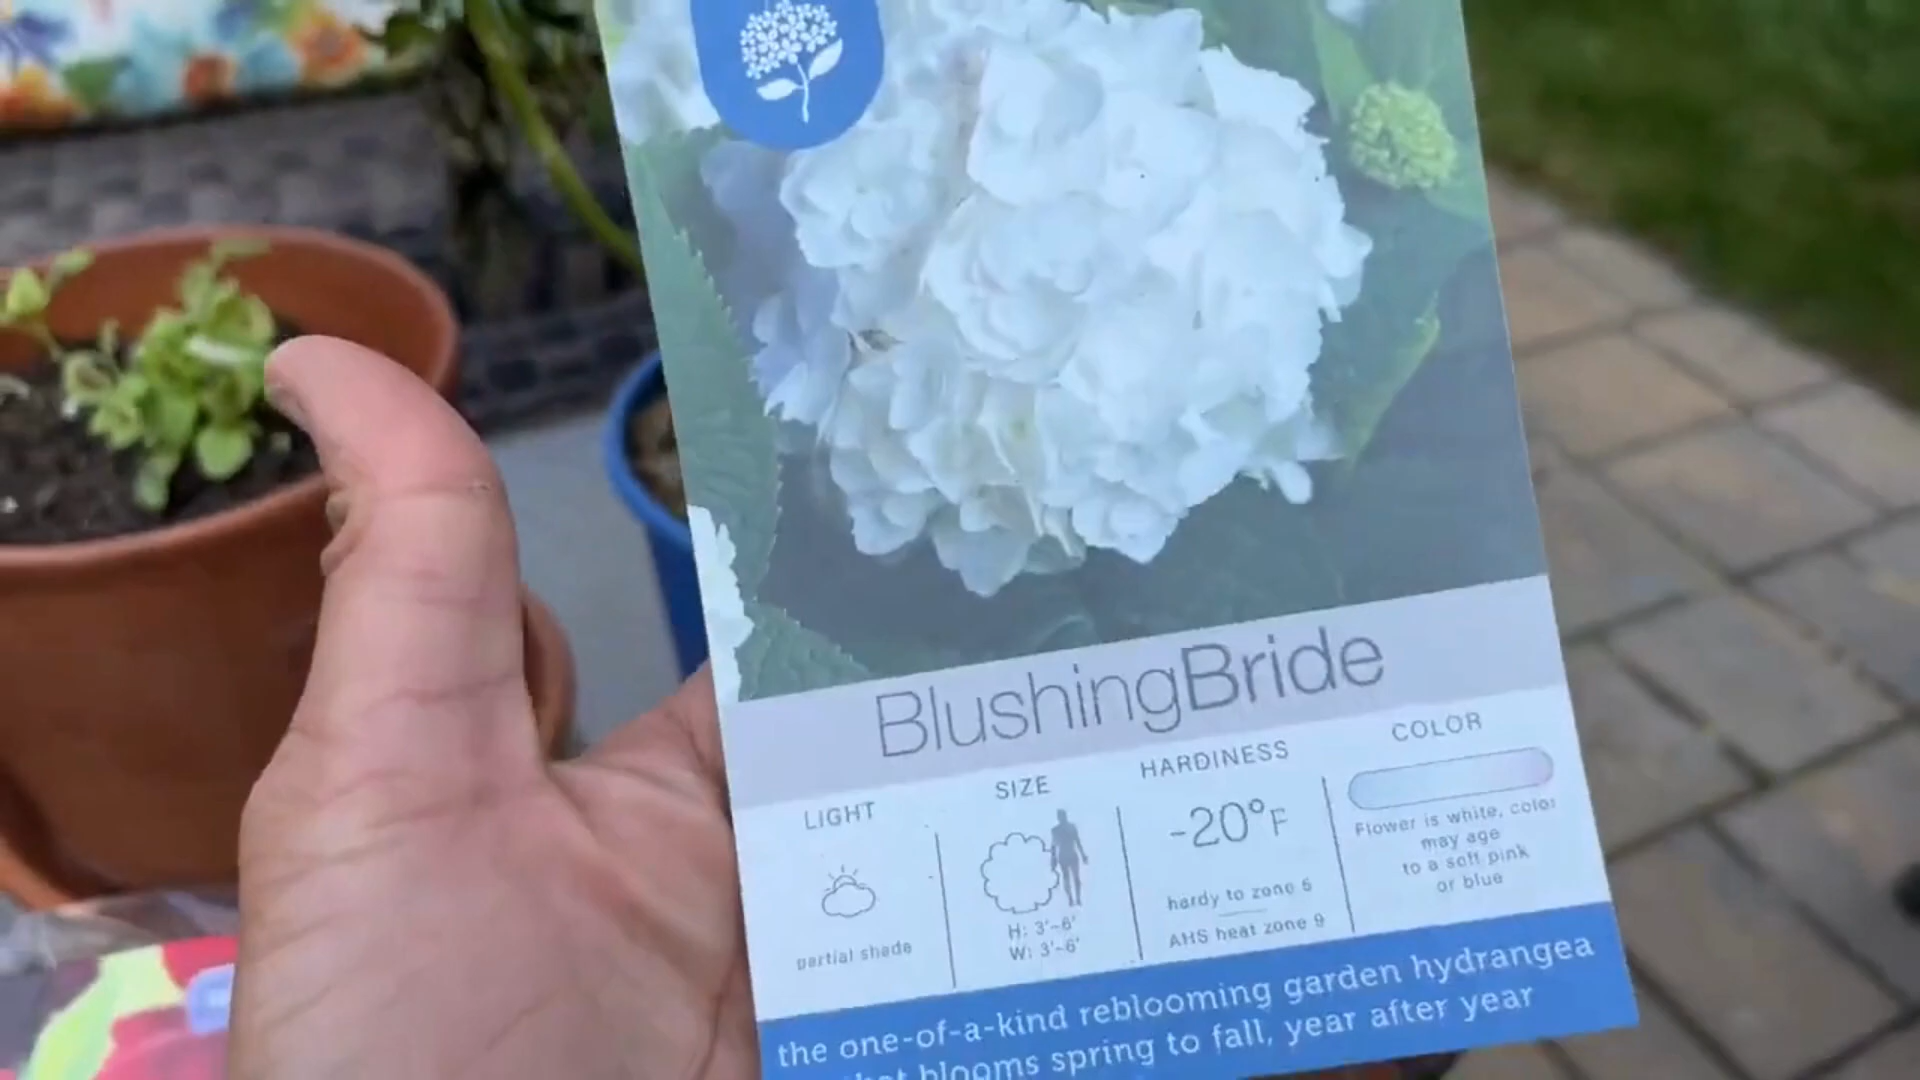 BlushingBride
LIGHT
partial shade
SIZE
H: 3'-6'
W: 3'-6'
HARDINESS
-20°F
hardy to zone 5
AHS heat zone 9
COLOR
Flower is white, color
may age
to a soft pink
or blue
the one-of-a-kind reblooming garden hydrangea
that blooms spring to fall, year after year